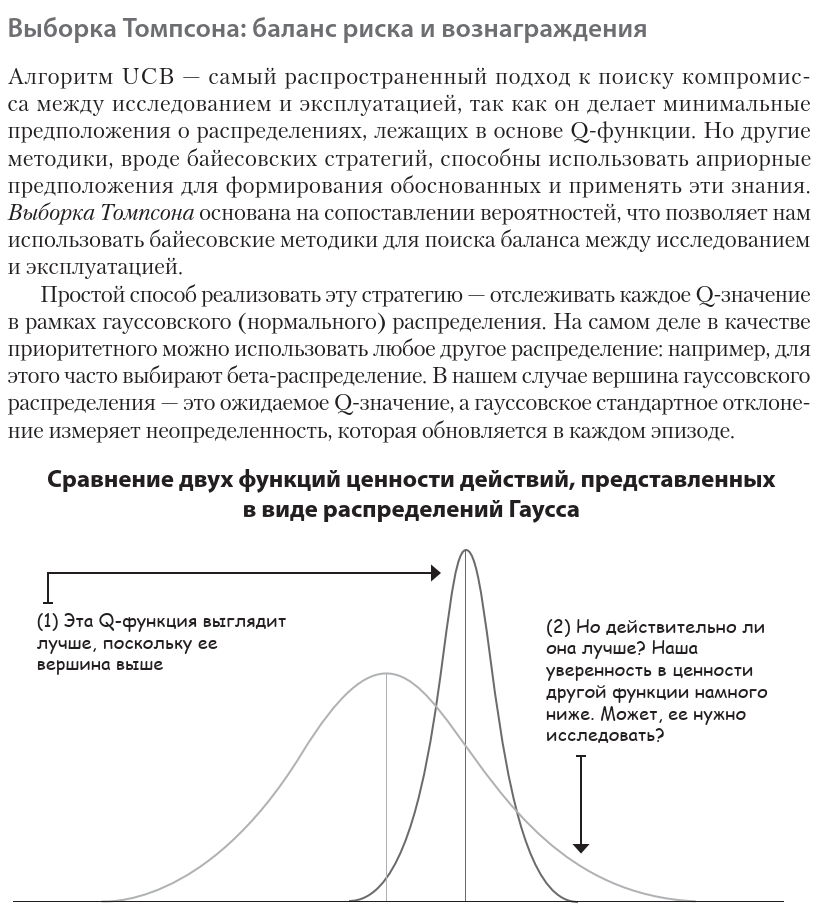 Выборка Томпсона: баланс риска и вознаграждения
Алгоритм UCB — самый распространенный подход к поиску компромис-
са между исследованием и эксплуатацией, так как он делает минимальные
предположения о распределениях, лежащих в основе Q-функции. Но другие
методики, вроде байесовских стратегий, способны использовать априорные
предположения для формирования обоснованных и применять эти знания.
Выборка Томпсона основана на сопоставлении вероятностей, что позволяет нам
использовать байесовские методики для поиска баланса между исследованием
и эксплуатацией.
Простой способ реализовать эту стратегию — отслеживать каждое Q-значение
в рамках гауссовского (нормального) распределения. На самом деле в качестве
приоритетного можно использовать любое другое распределение: например, для
этого часто выбирают бета-распределение. В нашем случае вершина гауссовского
распределения — это ожидаемое Q-значение, а гауссовское стандартное отклоне-
ние измеряет неопределенность, которая обновляется в каждом эпизоде.
Сравнение двух функций ценности действий, представленных
в виде распределений Гаусса
(1) Эта Q-функция выглядит
лучше, поскольку ее
вершина выше
(2) Но действительно ли
она лучше? Наша
уверенность в ценности
другой функции намного
ниже. Может, ее нужно
исследовать?